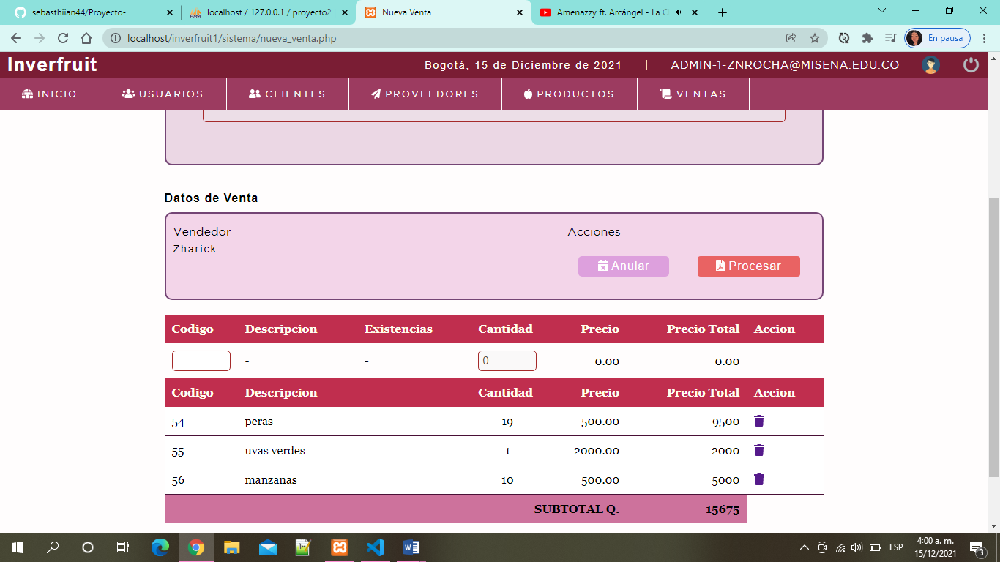 sebasthiian44/Proyecto-
localhost / 127.0.0.1 / proyecto2
Nueva Venta
Amenazzy ft. Arcángel - La
localhost/inverfruit1/sistema/nueva_venta.php
En pausa
Inverfruit
Bogotá, 15 de Diciembre de 2021 | ADMIN-1-ZNROCHA@MISENA.EDU.CO
INICIO USUARIOS CLIENTES PROVEEDORES PRODUCTOS VENTAS
Datos de Venta
Vendedor Acciones
Zharick
Anular Procesar
Codigo Descripcion Existencias Cantidad Precio Precio Total Accion
- - 0 0.00 0.00
Codigo Descripcion Cantidad Precio Precio Total Accion
54 peras 19 500.00 9500
55 uvas verdes 1 2000.00 2000
56 manzanas 10 500.00 5000
SUBTOTAL Q. 15675
ESP
4:00 a. m.
15/12/2021
3